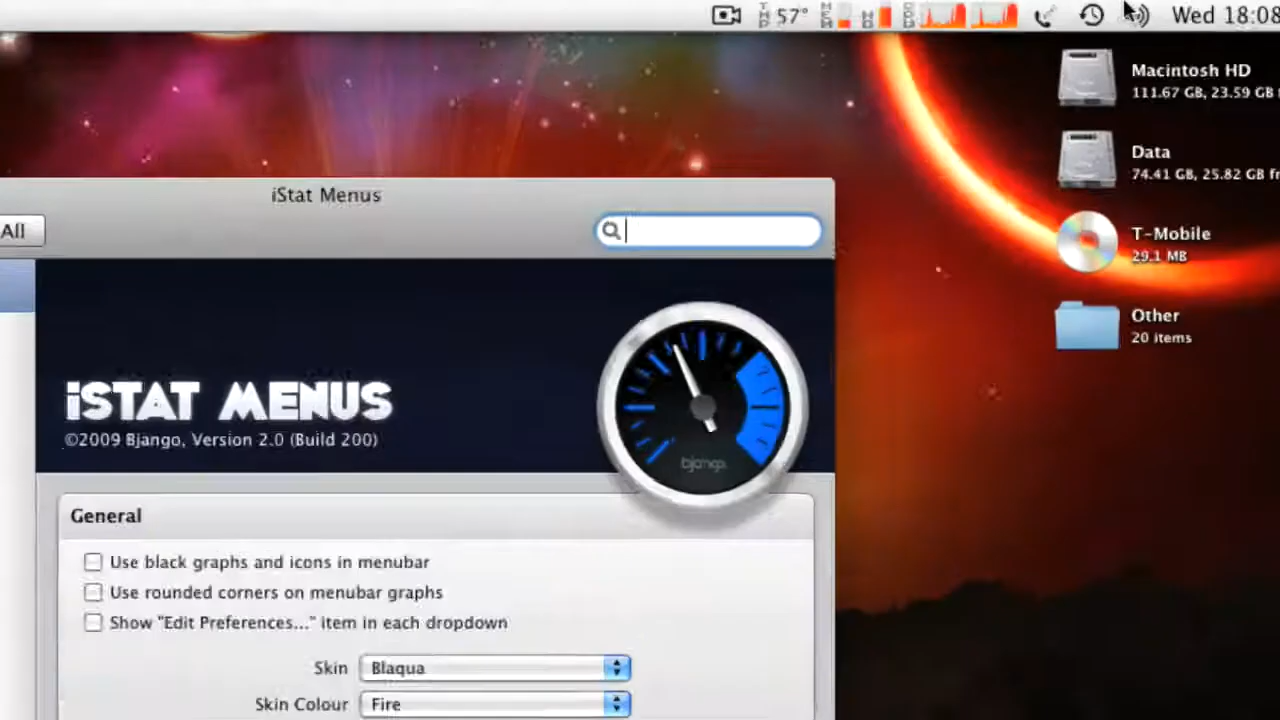 57° Wed 18:08
Macintosh HD
111.67 GB, 23.59 GB
Data
74.41 GB, 25.82 GB
T-Mobile
29.1 MB
Other
20 items
iStat Menus
All
iSTAT MENUS
©2009 Bjango, Version 2.0 (Build 200)
bjango
General
Use black graphs and icons in menubar
Use rounded corners on menubar graphs
Show "Edit Preferences..." item in each dropdown
Skin Blaqua
Skin Colour Fire